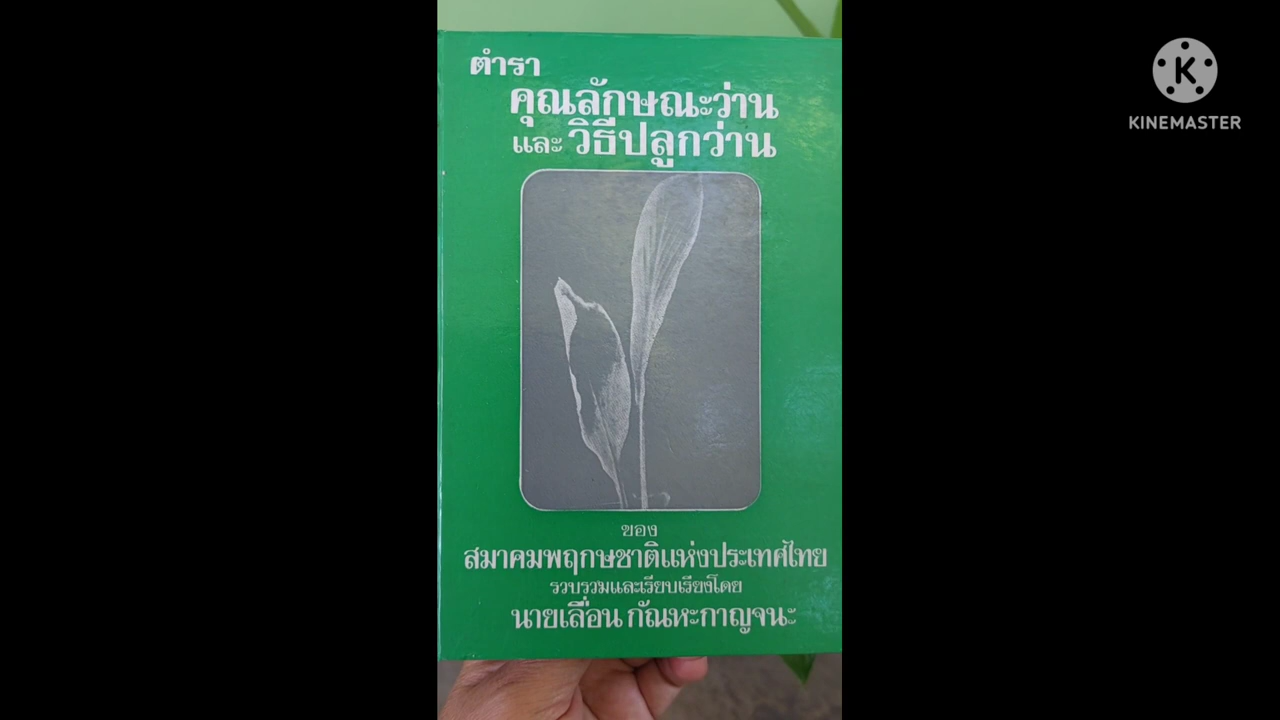 ตำรา
คุณลักษณะว่าน
และ วิธีปลูกว่าน
ของ
สมาคมพฤกษชาติแห่งประเทศไทย
รวบรวมและเรียบเรียงโดย
นายเลื่อน กัณหะกาญจนะ
K
KINEMASTER